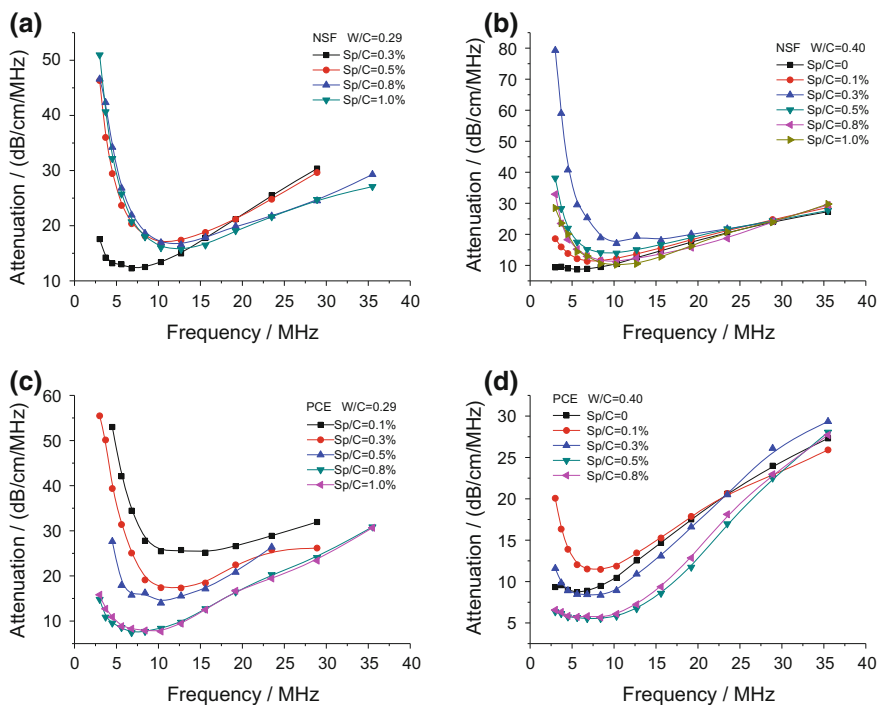 (a)
NSF W/C=0.29
Sp/C=0.3%
Sp/C=0.5%
Sp/C=0.8%
Sp/C=1.0%
Attenuation / (dB/cm/MHz)
50
40
30
20
10
0 5 10 15 20 25 30 35 40
Frequency / MHz
(b)
NSF W/C=0.40
Sp/C=0
Sp/C=0.1%
Sp/C=0.3%
Sp/C=0.5%
Sp/C=0.8%
Sp/C=1.0%
Attenuation / (dB/cm/MHz)
80
70
60
50
40
30
20
10
0 5 10 15 20 25 30 35 40
Frequency / MHz
(c)
PCE W/C=0.29
Sp/C=0.1%
Sp/C=0.3%
Sp/C=0.5%
Sp/C=0.8%
Sp/C=1.0%
Attenuation / (dB/cm/MHz)
60
50
40
30
20
10
0 5 10 15 20 25 30 35 40
Frequency / MHz
(d)
PCE W/C=0.40
Sp/C=0
Sp/C=0.1%
Sp/C=0.3%
Sp/C=0.5%
Sp/C=0.8%
Attenuation / (dB/cm/MHz)
30
25
20
15
10
5
0 5 10 15 20 25 30 35 40
Frequency / MHz